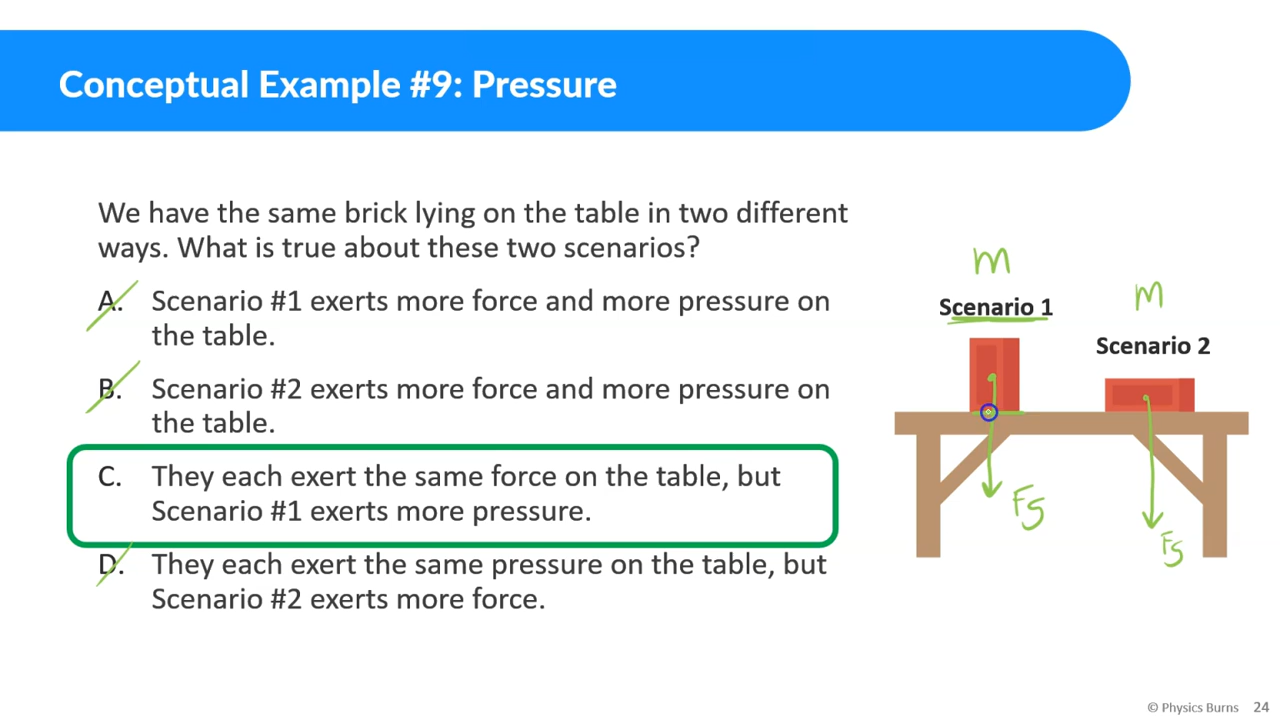 Conceptual Example #9: Pressure
We have the same brick lying on the table in two different
ways. What is true about these two scenarios?
A. Scenario #1 exerts more force and more pressure on
the table.
B. Scenario #2 exerts more force and more pressure on
the table.
C. They each exert the same force on the table, but
Scenario #1 exerts more pressure.
D. They each exert the same pressure on the table, but
Scenario #2 exerts more force.
m
Scenario 1
m
Scenario 2
Fg
Fg
© Physics Burns 24